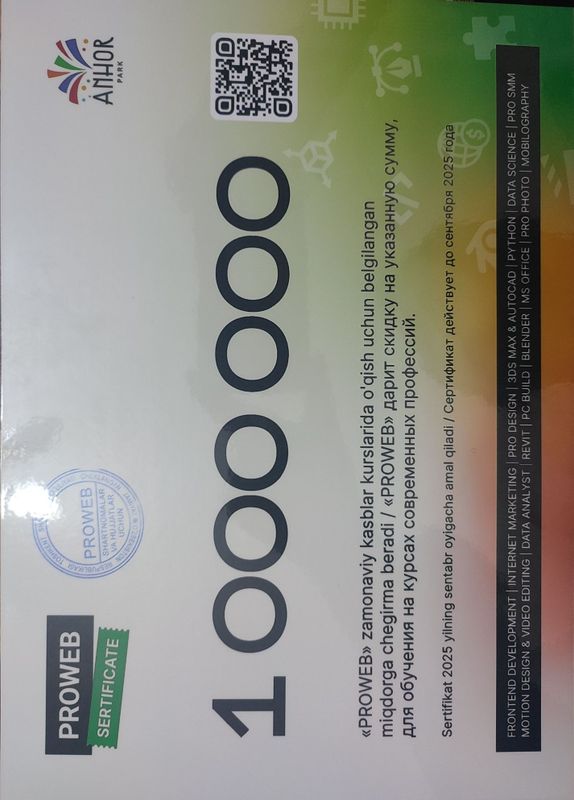 PROWEB
SERTIFICATE
PROWEB
SHARTNOMALAR
VA HUJJATLAR
UCHUN
ANHOR
PARK
1 000 000
«PROWEB» zamonaviy kasblar kurslarida o'qish uchun belgilangan
miqdorga chegirma beradi / «PROWEB» дарит скидку на указанную сумму,
для обучения на курсах современных профессий.
Sertifikat 2025 yilning sentabr oyigacha amal qiladi / Сертификат действует до сентября 2025 года
FRONTEND DEVELOPMENT | INTERNET MARKETING | PRO DESIGN | 3DS MAX & AUTOCAD | PYTHON | DATA SCIENCE | PRO SMM
MOTION DESIGN & VIDEO EDITING | DATA ANALYST | REVIT | PC BUILD | BLENDER | MS OFFICE | PRO PHOTO | MOBILOGRAPHY